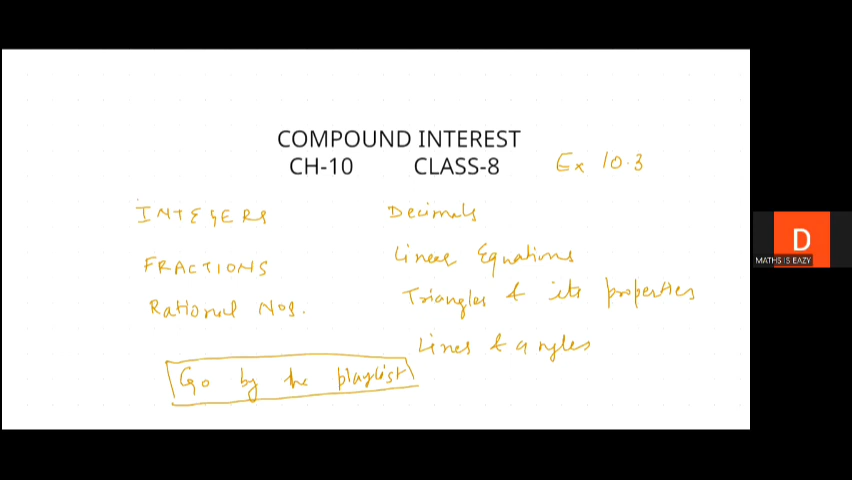 COMPOUND INTEREST
CH-10 CLASS-8 Ex 10.3
INTEGERS Decimals
FRACTIONS Linear Equations
Rational Nos. Triangles & its properties
Lines & angles
Go by the playlist
D
MATHS IS EAZY